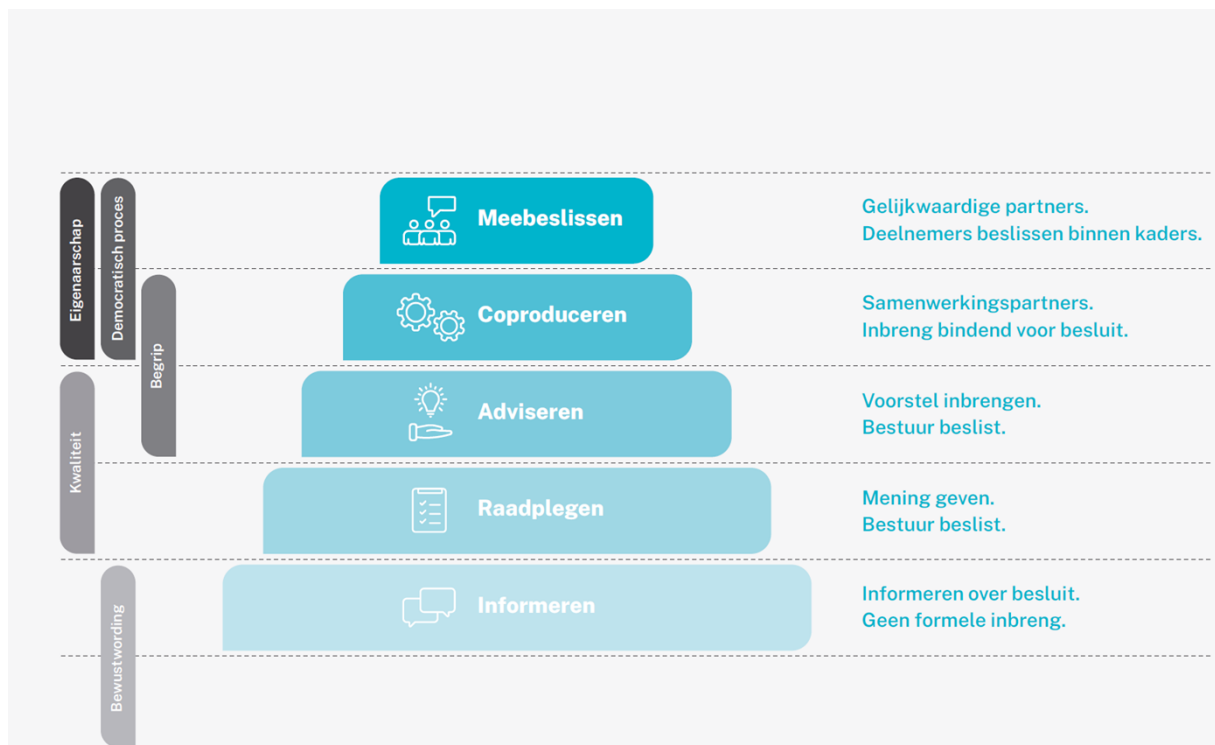 Eigenaarschap
Democratisch proces
Meebeslissen
Gelijkwaardige partners.
Deelnemers beslissen binnen kaders.
Begrip
Coproduceren
Samenwerkingspartners.
Inbreng bindend voor besluit.
Kwaliteit
Adviseren
Voorstel inbrengen.
Bestuur beslist.
Raadplegen
Mening geven.
Bestuur beslist.
Bewustwording
Informeren
Informeren over besluit.
Geen formele inbreng.